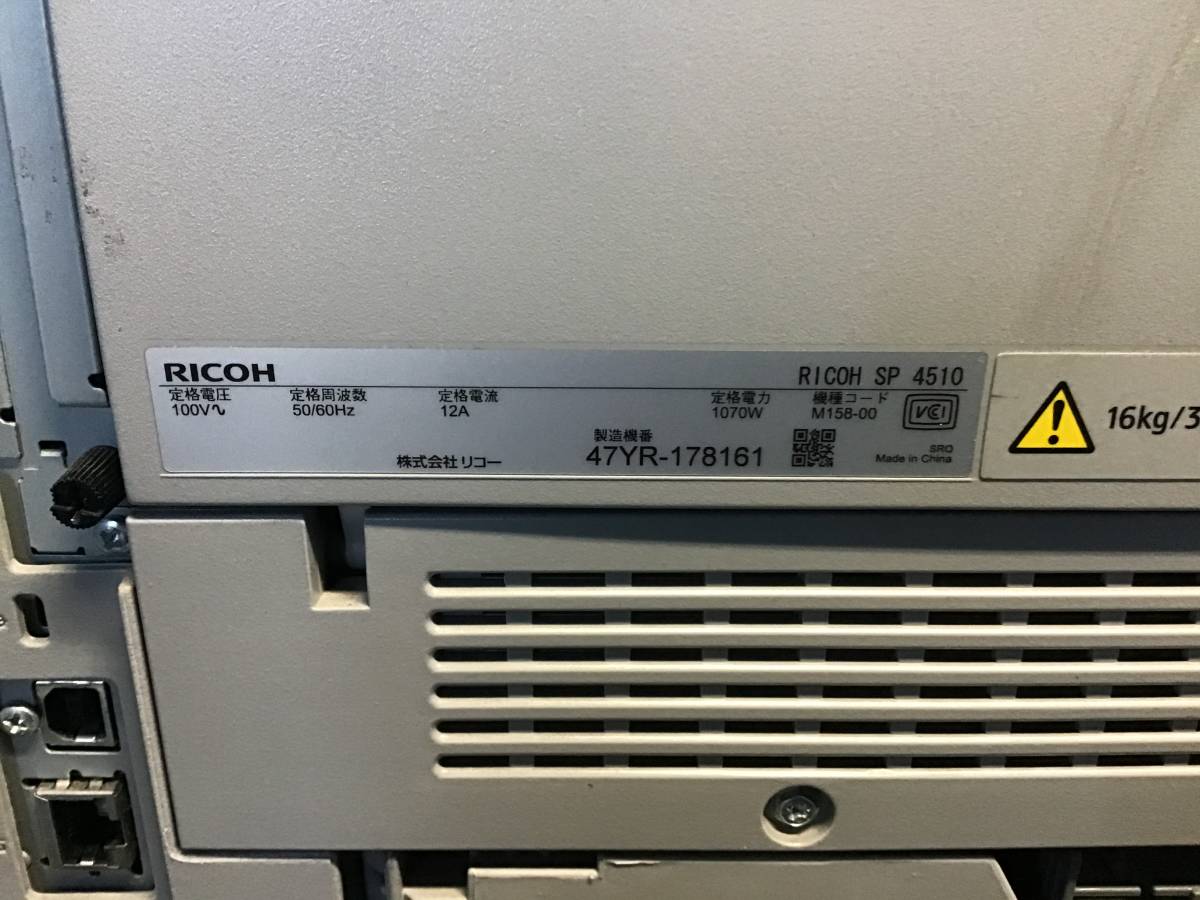 RICOH
RICOH SP 4510
定格電圧 定格周波数 定格電流 定格電力 機種コード
100V∿ 50/60Hz 12A 1070W M158-00
VCI
製造機番
株式会社リコー 47YR-178161
SRO
Made in China
16kg/3